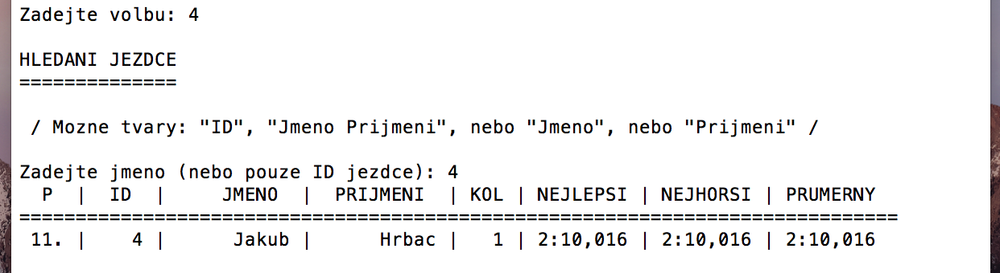 Zadejte volbu: 4
HLEDANI JEZDCE
==============
/ Mozne tvary: "ID", "Jmeno Prijmeni", nebo "Jmeno", nebo "Prijmeni" /
Zadejte jmeno (nebo pouze ID jezdce): 4
P | ID | JMENO | PRIJMENI | KOL | NEJLEPSI | NEJHORSI | PRUMERNY
==============================================================================
11. | 4 | Jakub | Hrbac | 1 | 2:10,016 | 2:10,016 | 2:10,016